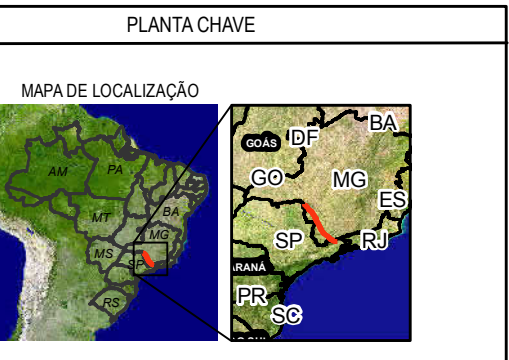 PLANTA CHAVE
MAPA DE LOCALIZAÇÃO
AM
PA
MT
BA
MG
MS
SP
RS
BA
GOÁS
DF
GO
MG
ES
SP
RJ
ARANÁ
PR
SC